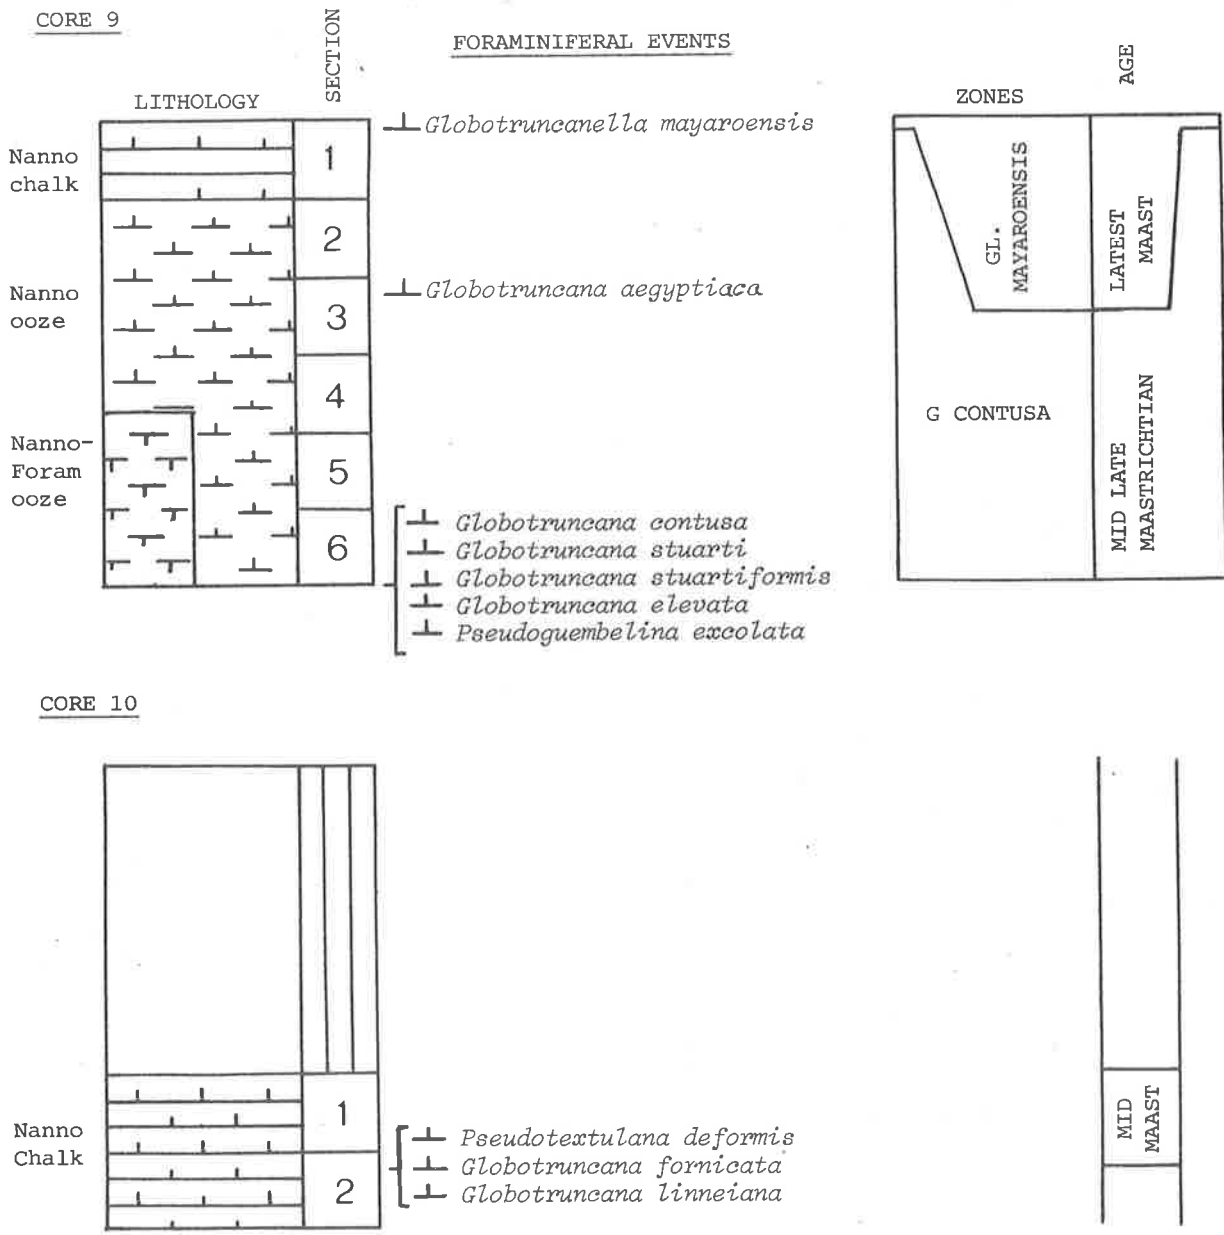 CORE 9
FORAMINIFERAL EVENTS
SECTION
LITHOLOGY
ZONES
AGE
Nanno
chalk
Nanno
ooze
Nanno-
Foram
ooze
1
2
3
4
5
6
Globotruncanella mayaroensis
Globotruncana aegyptiaca
Globotruncana contusa
Globotruncana stuarti
Globotruncana stuartiformis
Globotruncana elevata
Pseudoguembelina excolata
GL.
MAYAROENSIS
LATEST
MAAST
G CONTUSA
MID LATE
MAASTRICHTIAN
CORE 10
Nanno
Chalk
1
2
Pseudotextulana deformis
Globotruncana fornicata
Globotruncana linneiana
MID
MAAST